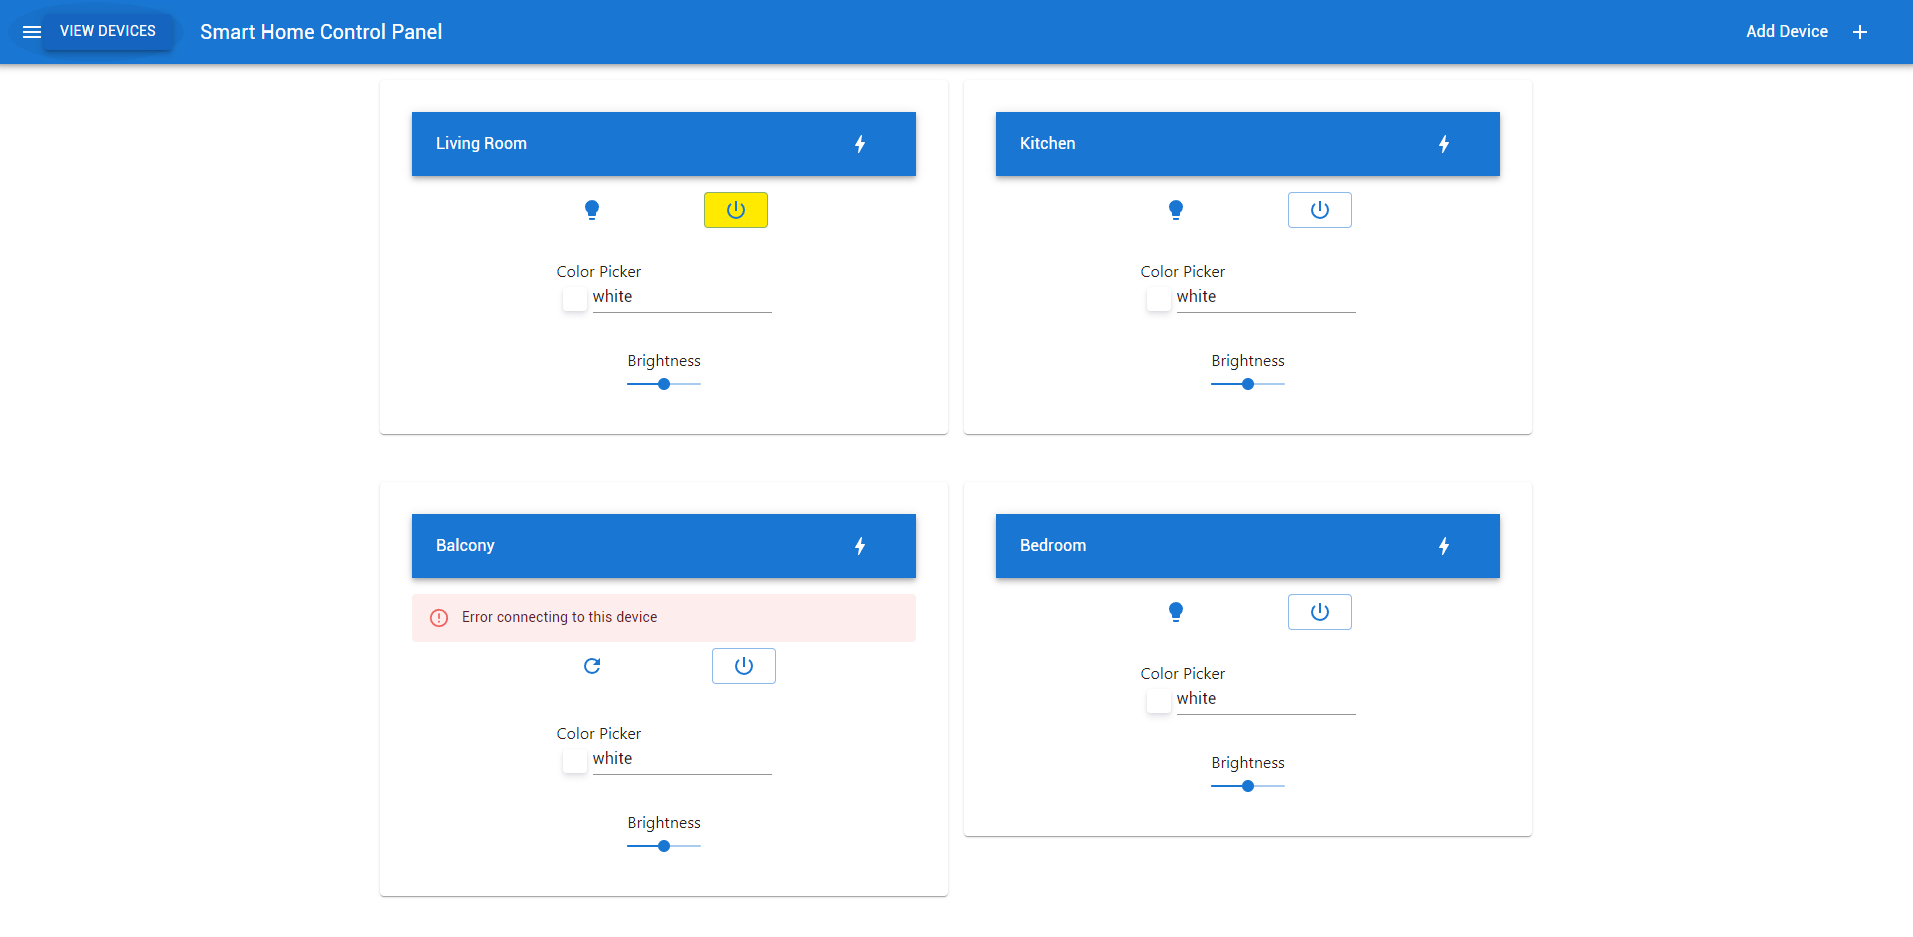 VIEW DEVICES
Smart Home Control Panel
Add Device
Living Room
Color Picker
white
Brightness
Kitchen
Color Picker
white
Brightness
Balcony
Error connecting to this device
Color Picker
white
Brightness
Bedroom
Color Picker
white
Brightness